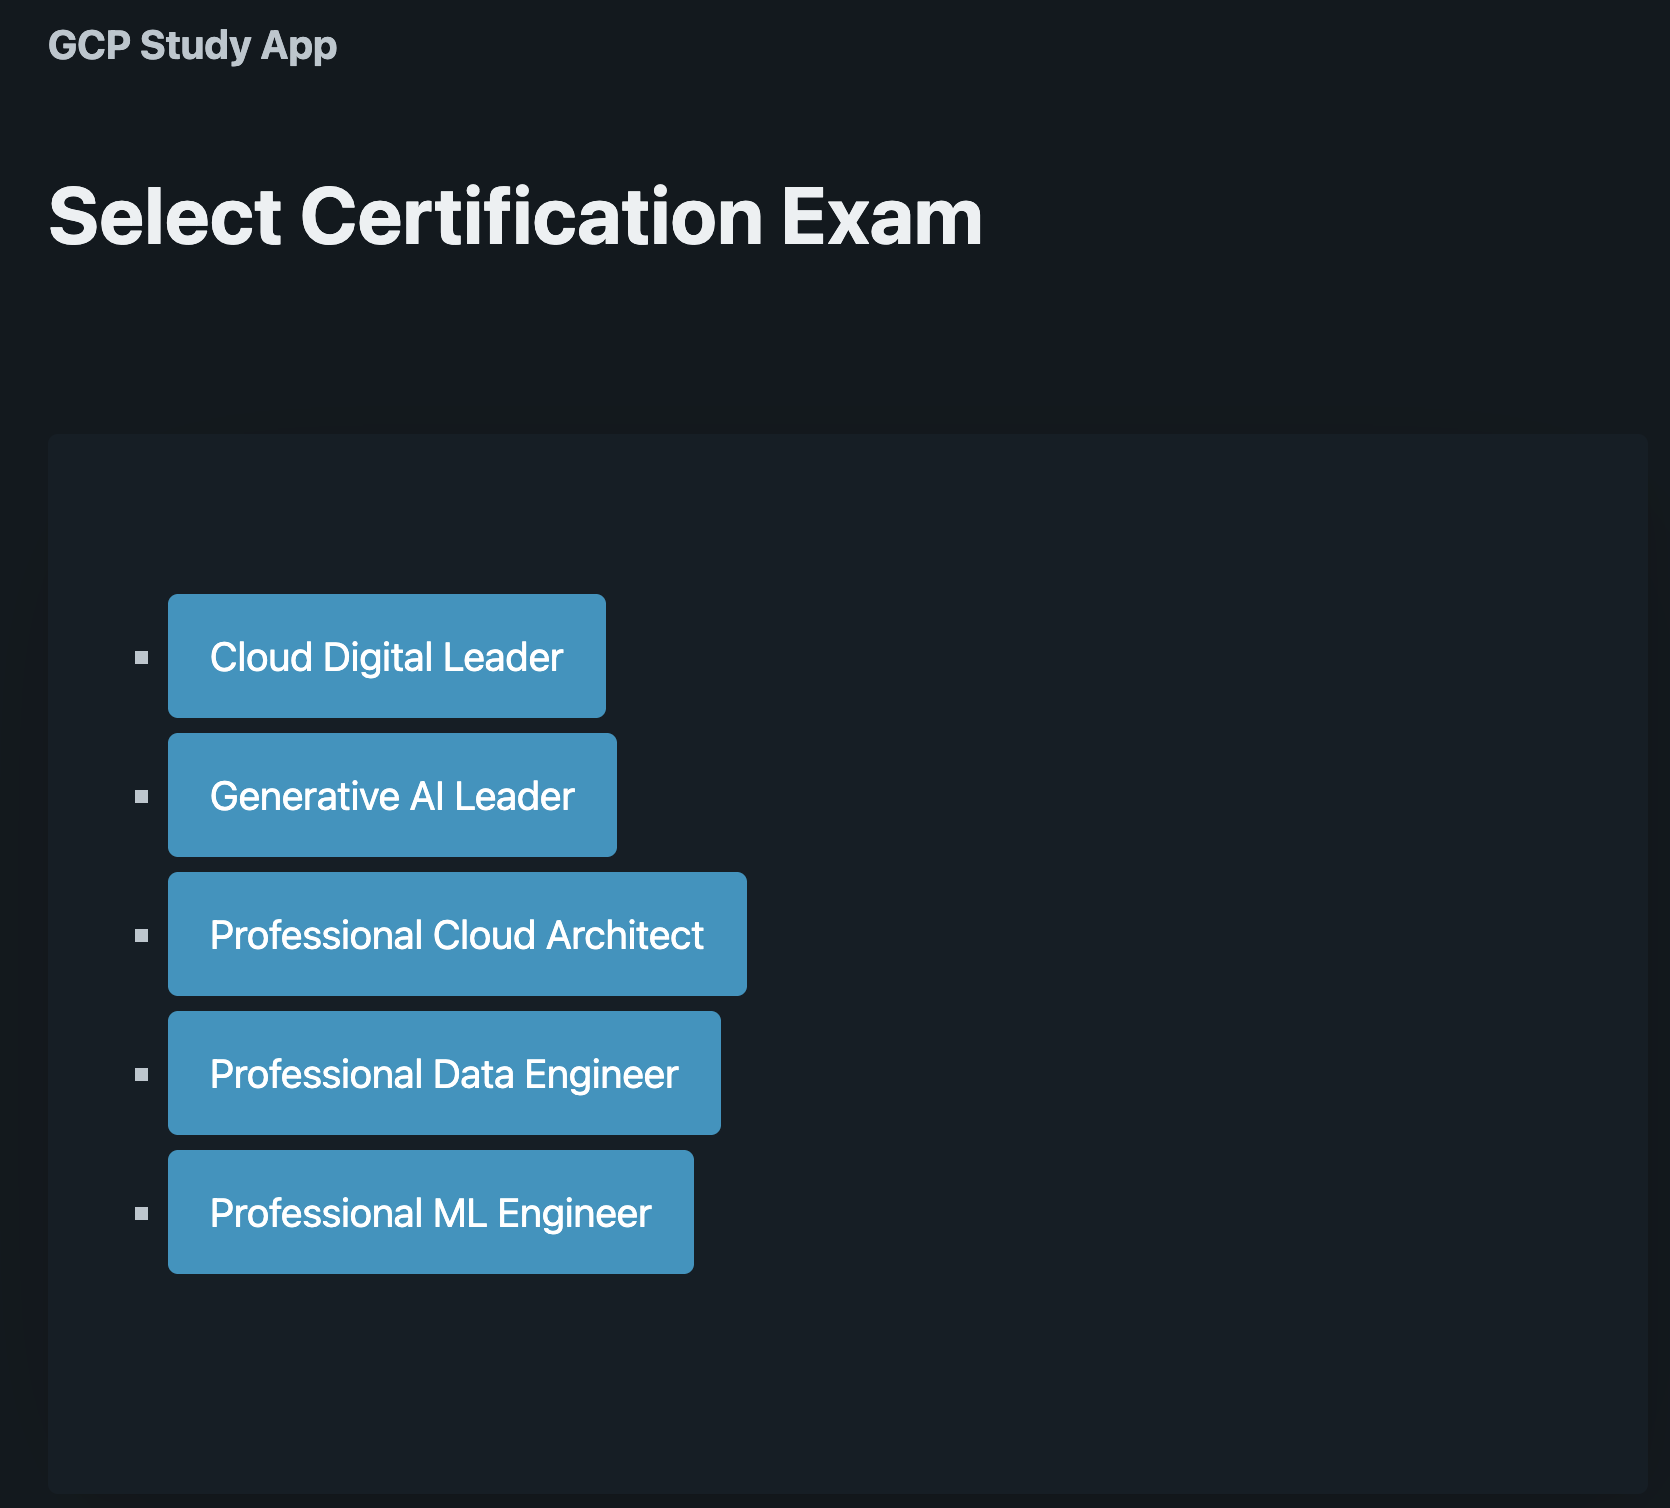 GCP Study App
Select Certification Exam
Cloud Digital Leader
Generative AI Leader
Professional Cloud Architect
Professional Data Engineer
Professional ML Engineer